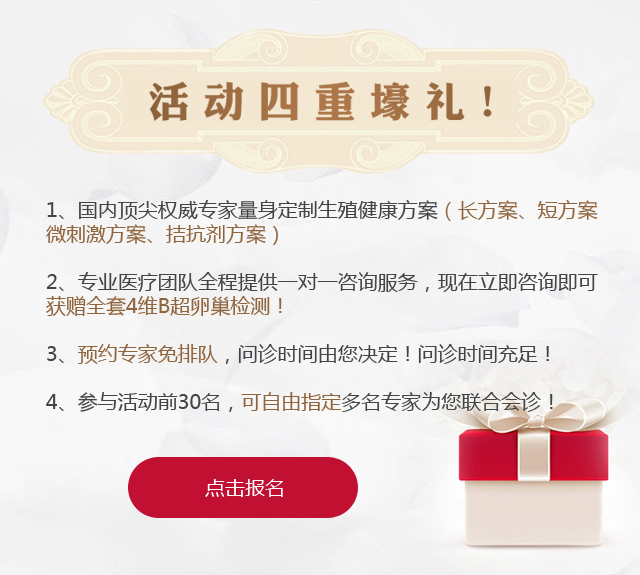 活动四重壕礼！
1、国内顶尖权威专家量身定制生殖健康方案（长方案、短方案
微刺激方案、拮抗剂方案）
2、专业医疗团队全程提供一对一咨询服务，现在立即咨询即可
获赠全套4维B超卵巢检测！
3、预约专家免排队，问诊时间由您决定！问诊时间充足！
4、参与活动前30名，可自由指定多名专家为您联合会诊！
点击报名